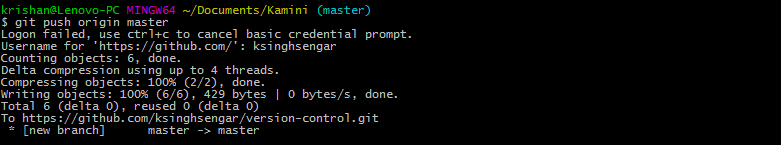 krishan@Lenovo-PC MINGW64 ~/Documents/Kamini (master)
$ git push origin master
Logon failed, use ctrl+c to cancel basic credential prompt.
Username for 'https://github.com/': ksinghsengar
Counting objects: 6, done.
Delta compression using up to 4 threads.
Compressing objects: 100% (2/2), done.
Writing objects: 100% (6/6), 429 bytes | 0 bytes/s, done.
Total 6 (delta 0), reused 0 (delta 0)
To https://github.com/ksinghsengar/version-control.git
 * [new branch]      master -> master